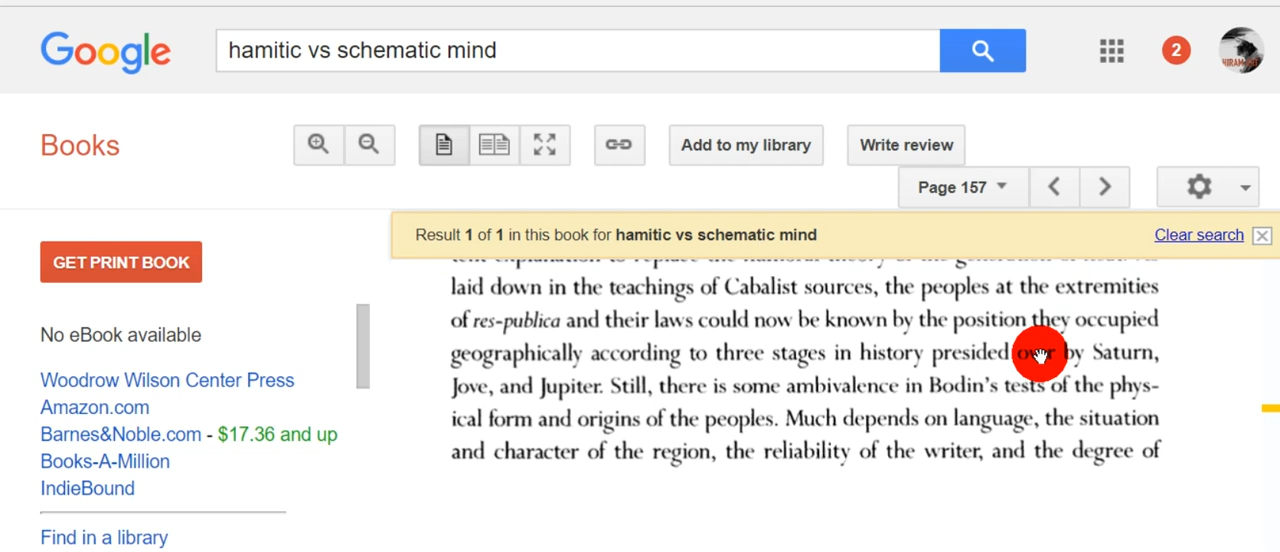 Google
hamitic vs schematic mind
2
Books
Add to my library
Write review
Page 157
Result 1 of 1 in this book for hamitic vs schematic mind
Clear search
GET PRINT BOOK
No eBook available
Woodrow Wilson Center Press
Amazon.com
Barnes&Noble.com - $17.36 and up
Books-A-Million
IndieBound
Find in a library
laid down in the teachings of Cabalist sources, the peoples at the extremities
of res-publica and their laws could now be known by the position they occupied
geographically according to three stages in history presided over by Saturn,
Jove, and Jupiter. Still, there is some ambivalence in Bodin's tests of the phys-
ical form and origins of the peoples. Much depends on language, the situation
and character of the region, the reliability of the writer, and the degree of